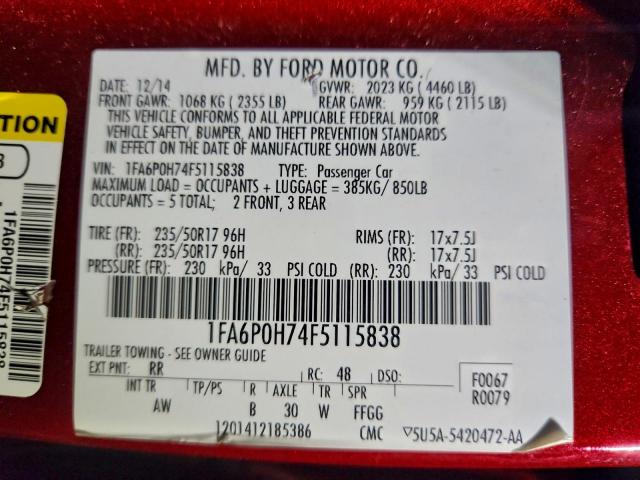 MFD. BY FORD MOTOR CO.
DATE: 12/14 GVWR: 2023 KG ( 4460 LB)
FRONT GAWR: 1068 KG ( 2355 LB) REAR GAWR: 959 KG ( 2115 LB)
THIS VEHICLE CONFORMS TO ALL APPLICABLE FEDERAL MOTOR
VEHICLE SAFETY, BUMPER, AND THEFT PREVENTION STANDARDS
IN EFFECT ON THE DATE OF MANUFACTURE SHOWN ABOVE.
VIN: 1FA6P0H74F5115838 TYPE: Passenger Car
MAXIMUM LOAD = OCCUPANTS + LUGGAGE = 385KG/ 850LB
OCCUPANTS = 5 TOTAL; 2 FRONT, 3 REAR
TIRE (FR): 235/50R17 96H RIMS (FR): 17x7.5J
(RR): 235/50R17 96H (RR): 17x7.5J
PRESSURE (FR): 230 kPa/ 33 PSI COLD (RR): 230 kPa/ 33 PSI COLD
1FA6P0H74F5115838
TRAILER TOWING - SEE OWNER GUIDE
EXT PNT: RR RC: 48 DSO: F0067
R0079
INT TR TP/PS R AXLE TR SPR
AW B 30 W FFGG
1201412185386 CMC 5U5A-5420472-AA
TION
3
1FA6P0H74F5115838